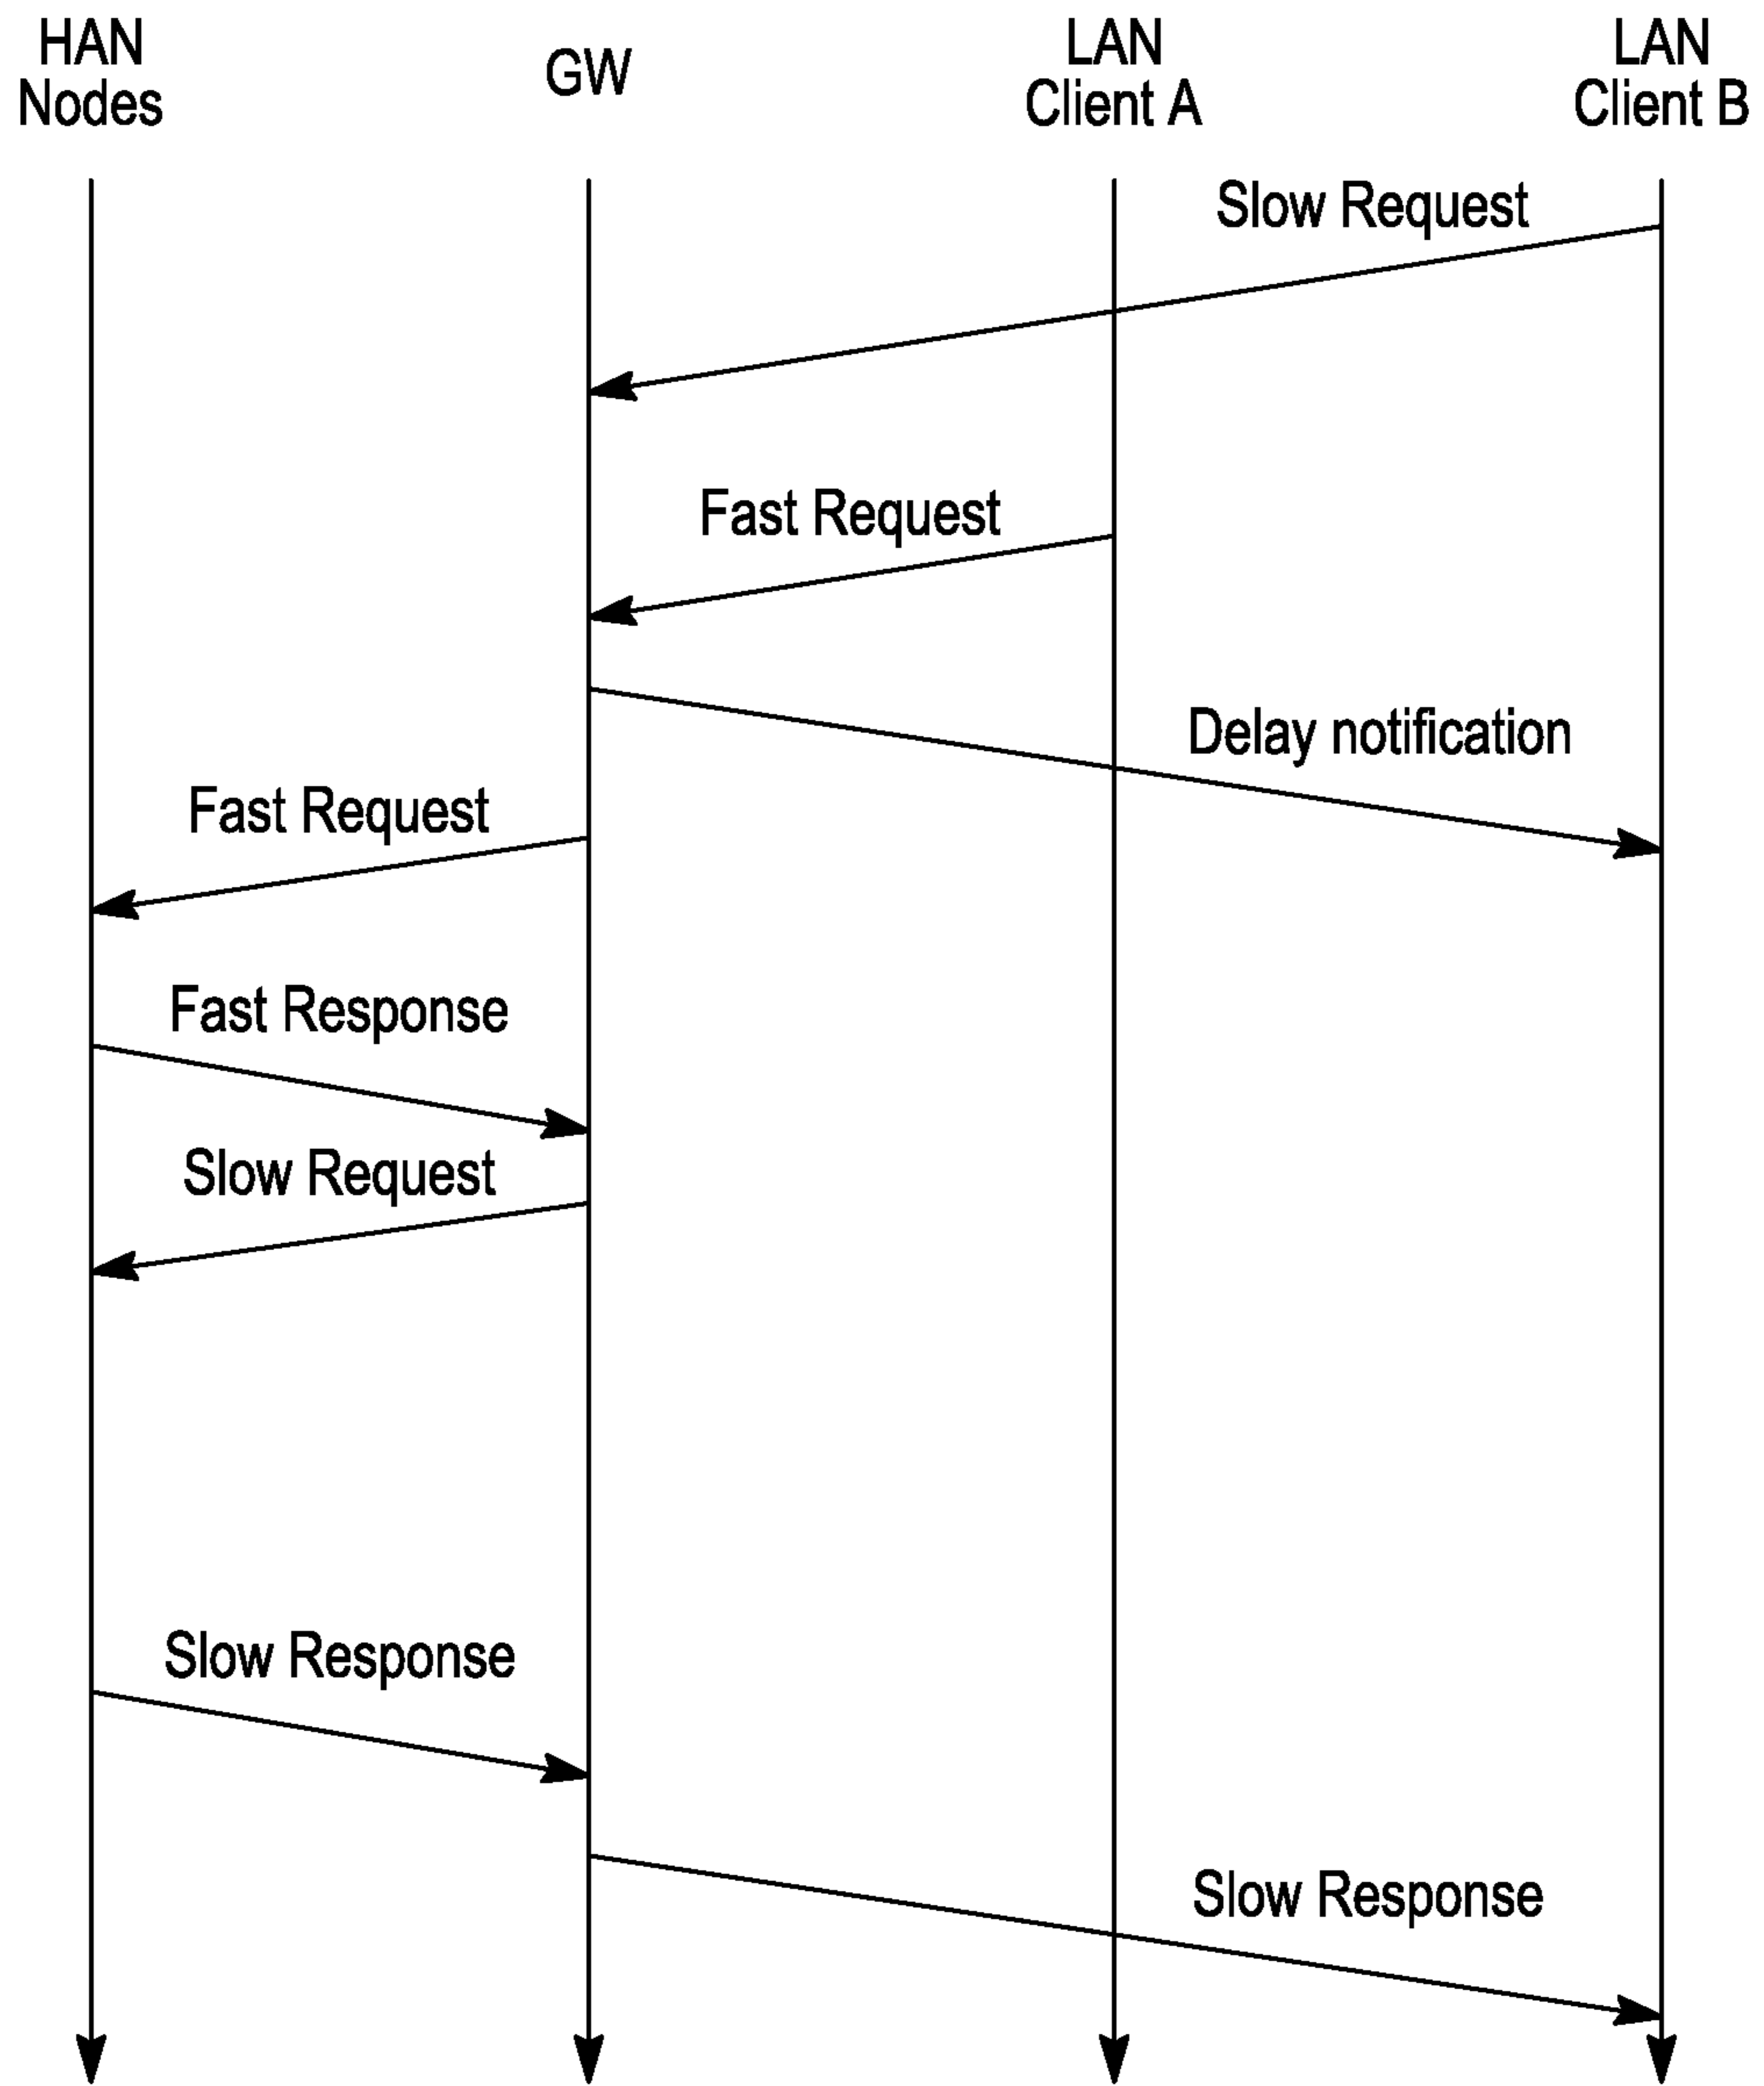 HAN
Nodes
GW
LAN
Client A
LAN
Client B
Slow Request
Fast Request
Delay notification
Fast Request
Fast Response
Slow Request
Slow Response
Slow Response